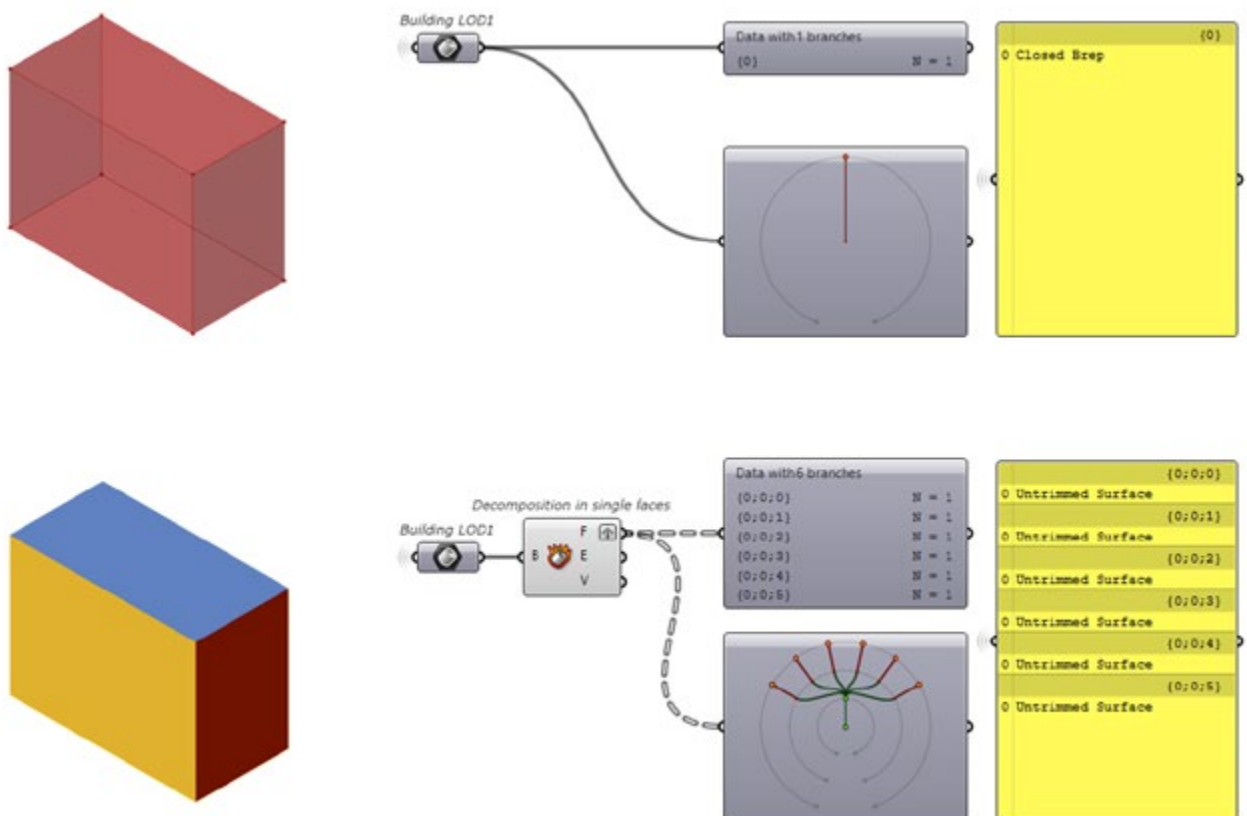 Building LOD1
Data with1 branches
{0} N = 1
{0}
0 Closed Brep
Decomposition in single faces
Building LOD1
B
F
E
V
Data with6 branches
{0;0;0} N = 1
{0;0;1} N = 1
{0;0;2} N = 1
{0;0;3} N = 1
{0;0;4} N = 1
{0;0;5} N = 1
{0;0;0}
0 Untrimmed Surface
{0;0;1}
0 Untrimmed Surface
{0;0;2}
0 Untrimmed Surface
{0;0;3}
0 Untrimmed Surface
{0;0;4}
0 Untrimmed Surface
{0;0;5}
0 Untrimmed Surface